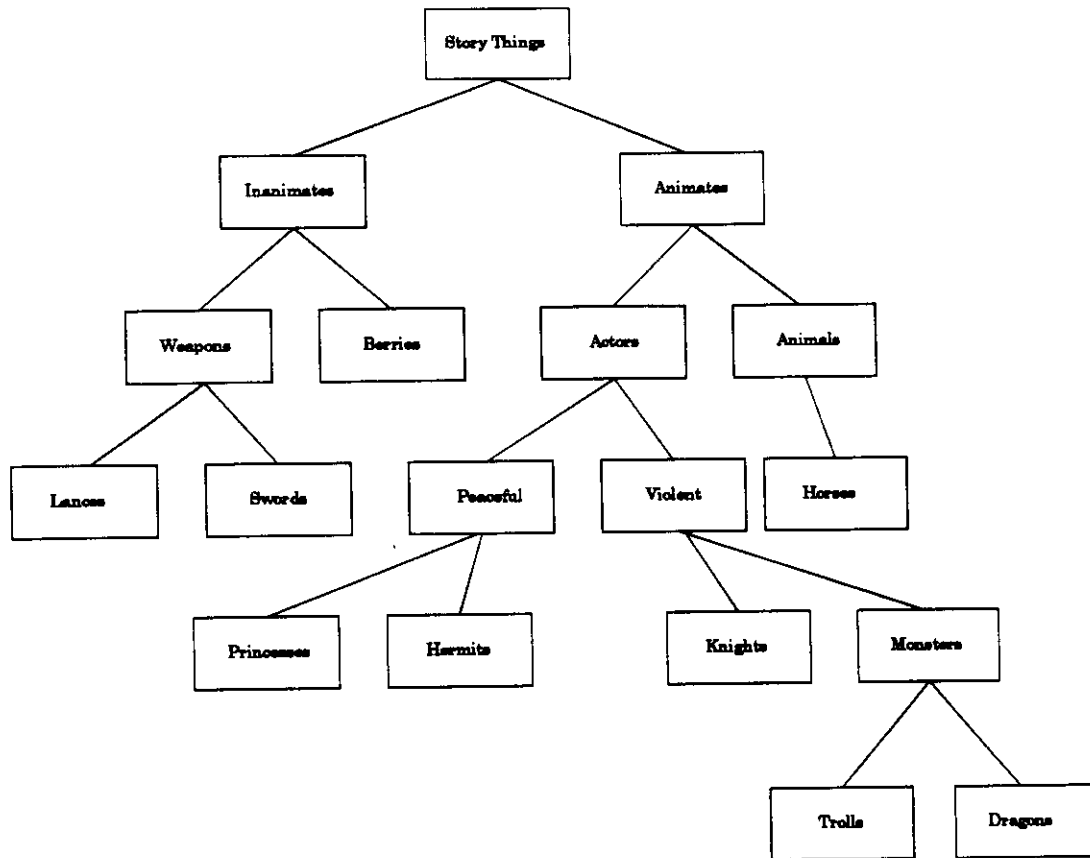 Story Things
Inanimates
Animates
Weapons
Berries
Actors
Animals
Lances
Swords
Peaceful
Violent
Horses
Princesses
Hermits
Knights
Monsters
Trolls
Dragons